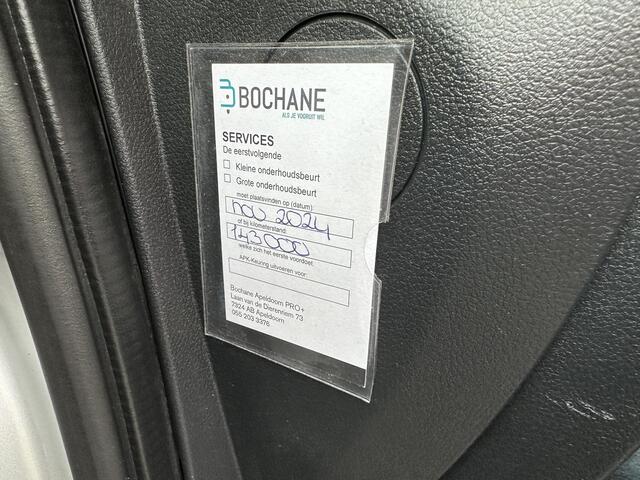 BOCHANE
ALS JE VOORUIT WIL
SERVICES
De eerstvolgende
Kleine onderhoudsbeurt
Grote onderhoudsbeurt
moet plaatsvinden op (datum):
nov 2024
of bij kilometerstand:
143000
welke zich het eerste voordoet.
APK-Keuring uitvoeren voor:
Bochane Apeldoorn PRO+
Laan van de Dierenriem 73
7324 AB Apeldoorn
055 203 3376